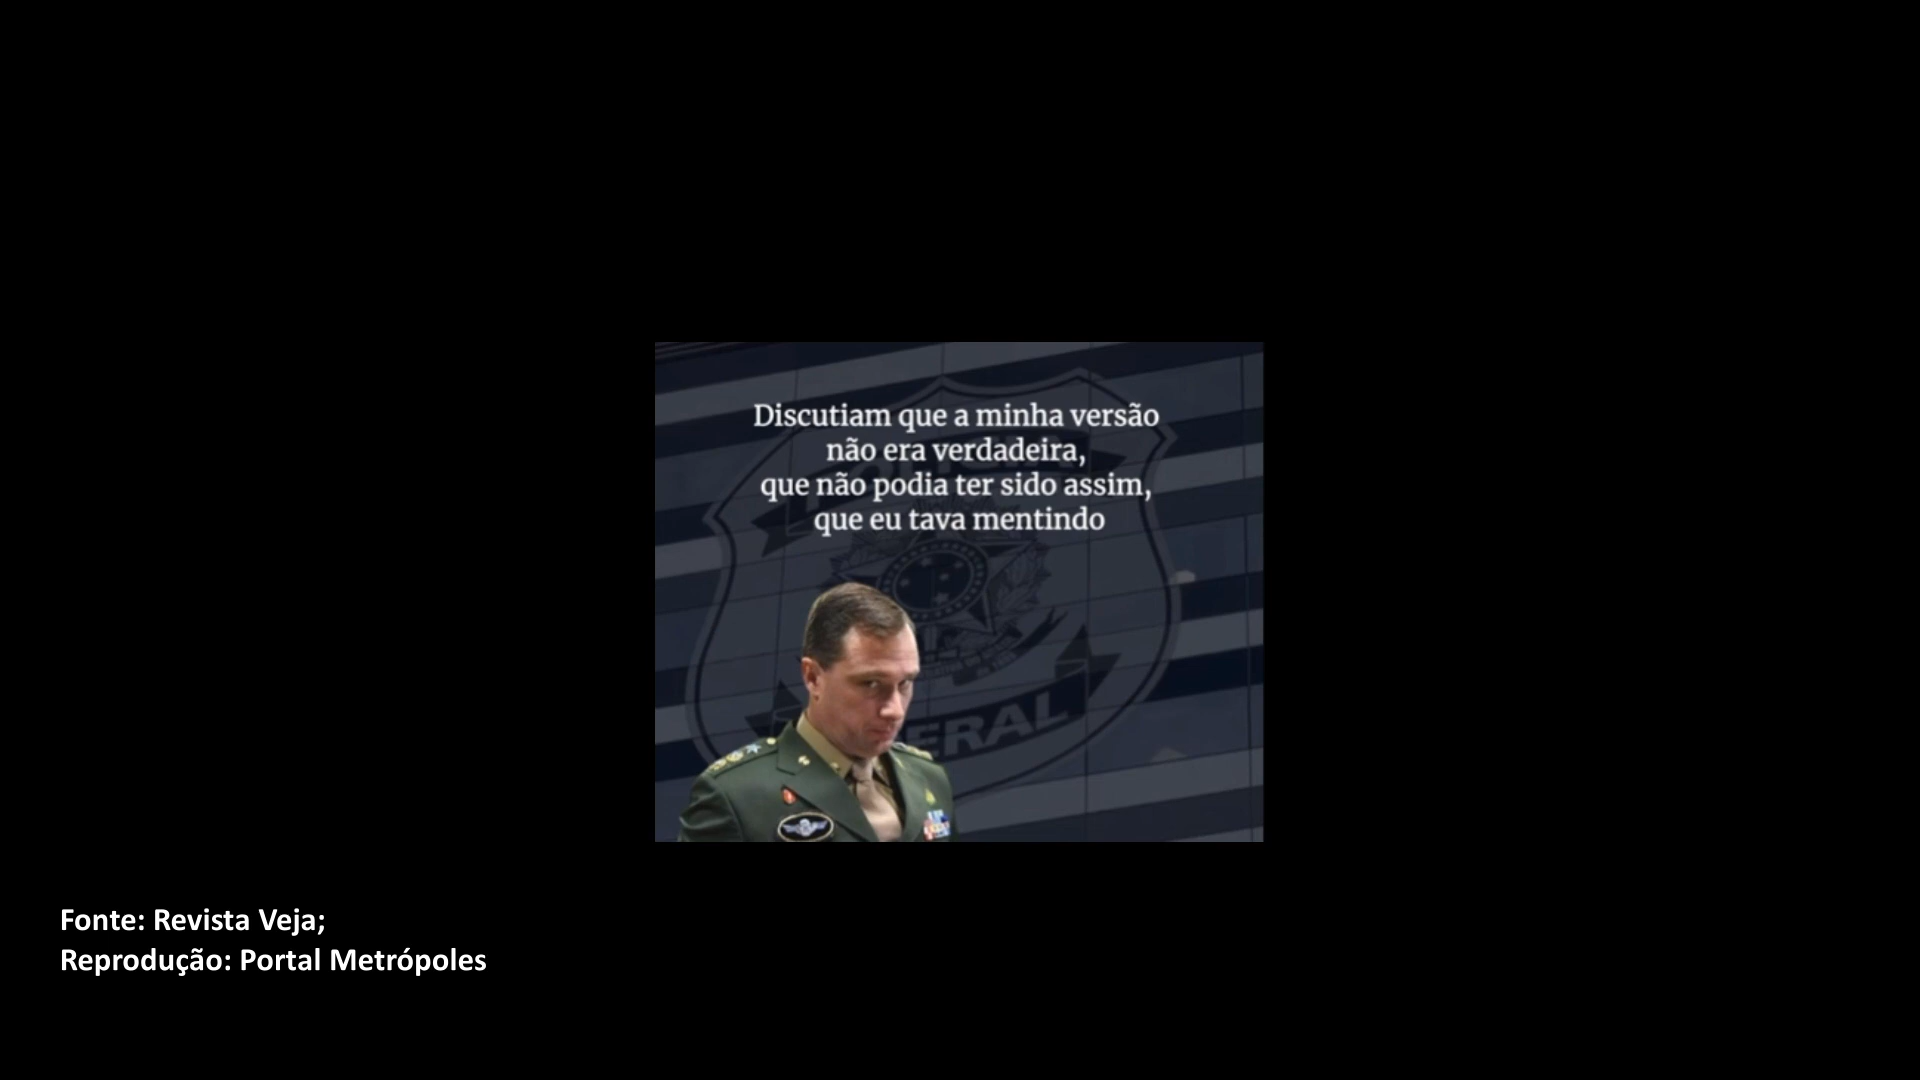 Discutiam que a minha versão
não era verdadeira,
que não podia ter sido assim,
que eu tava mentindo
ERAL
Fonte: Revista Veja;
Reprodução: Portal Metrópoles